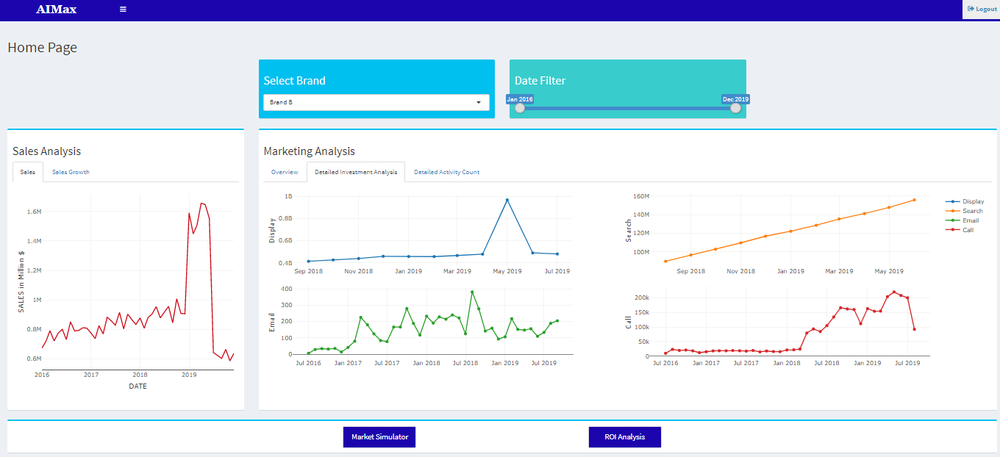 AIMax
Logout
Home Page
Select Brand
Brand B
Date Filter
Jan 2016 Dec 2019
Sales Analysis
Sales Sales Growth
1.6M
1.4M
1.2M
1M
0.8M
0.6M
SALES in Million $
2016 2017 2018 2019
DATE
Marketing Analysis
Overview Detailed Investment Analysis Detailed Activity Count
1B
0.8B
0.6B
0.4B
Display
Sep 2018 Nov 2018 Jan 2019 Mar 2019 May 2019 Jul 2019
160M
140M
120M
100M
Search
Sep 2018 Nov 2018 Jan 2019 Mar 2019 May 2019
Display
Search
Email
Call
400
300
200
100
0
Email
Jul 2016 Jan 2017 Jul 2017 Jan 2018 Jul 2018 Jan 2019 Jul 2019
200k
150k
100k
50k
0
Call
Jul 2016 Jan 2017 Jul 2017 Jan 2018 Jul 2018 Jan 2019 Jul 2019
Market Simulator
ROI Analysis